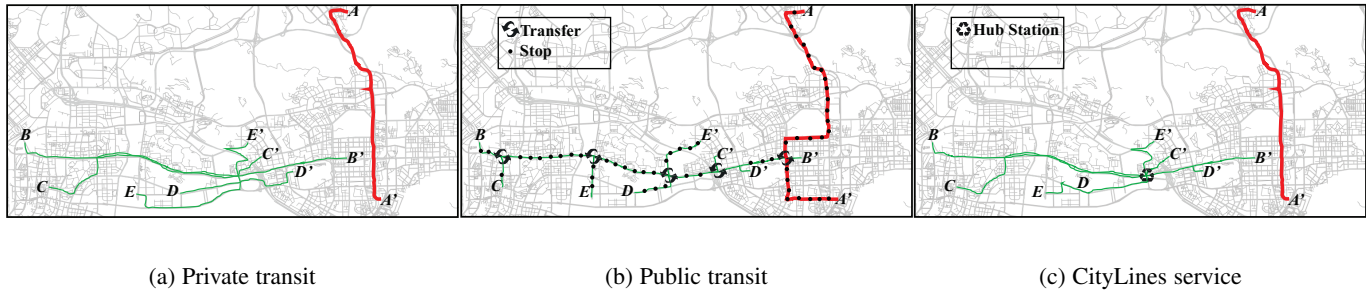 A
B
E'
C'
B'
D'
C
E
D
A'
(a) Private transit
Transfer
Stop
A
B
E'
C'
B'
D'
C
E
D
A'
(b) Public transit
Hub Station
A
B
E'
C'
B'
D'
C
E
D
A'
(c) CityLines service